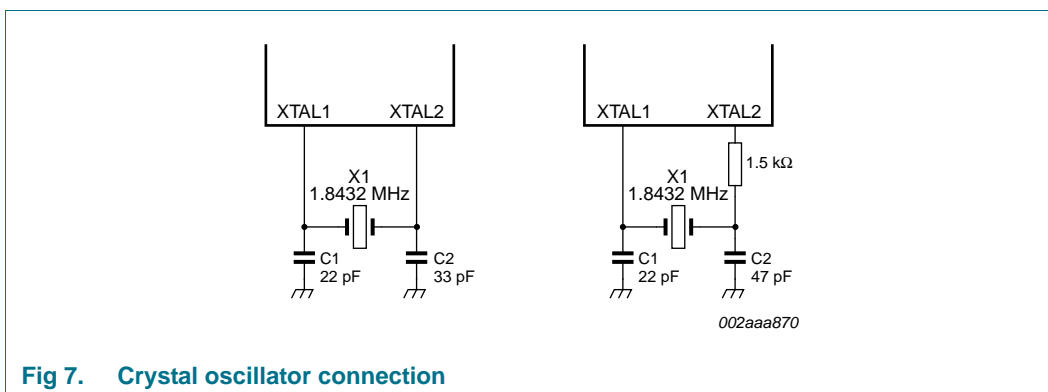 XTAL1 XTAL2
X1
1.8432 MHz
C1
22 pF
C2
33 pF
XTAL1 XTAL2
1.5 kΩ
X1
1.8432 MHz
C1
22 pF
C2
47 pF
002aaa870
Fig 7. Crystal oscillator connection